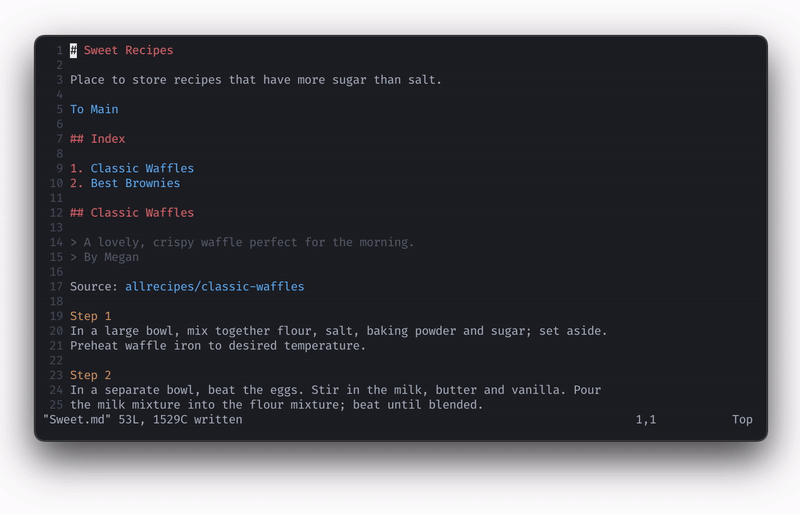 1 # Sweet Recipes
2
3 Place to store recipes that have more sugar than salt.
4
5 To Main
6
7 ## Index
8
9 1. Classic Waffles
10 2. Best Brownies
11
12 ## Classic Waffles
13
14 > A lovely, crispy waffle perfect for the morning.
15 > By Megan
16
17 Source: allrecipes/classic-waffles
18
19 Step 1
20 In a large bowl, mix together flour, salt, baking powder and sugar; set aside.
21 Preheat waffle iron to desired temperature.
22
23 Step 2
24 In a separate bowl, beat the eggs. Stir in the milk, butter and vanilla. Pour
25 the milk mixture into the flour mixture; beat until blended.
"Sweet.md" 53L, 1529C written 1,1 Top